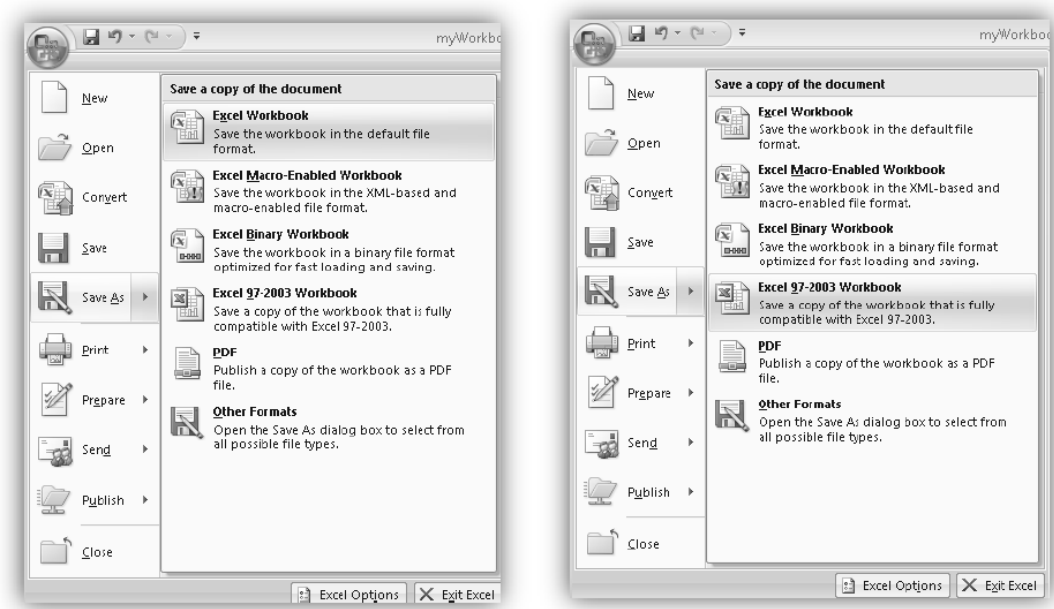 myWorkbo
New
Open
Convert
Save
Save As
Print
Prepare
Send
Publish
Close
Save a copy of the document
Excel Workbook
Save the workbook in the default file
format.
Excel Macro-Enabled Workbook
Save the workbook in the XML-based and
macro-enabled file format.
Excel Binary Workbook
Save the workbook in a binary file format
optimized for fast loading and saving.
Excel 97-2003 Workbook
Save a copy of the workbook that is fully
compatible with Excel 97-2003.
PDF
Publish a copy of the workbook as a PDF
file.
Other Formats
Open the Save As dialog box to select from
all possible file types.
Excel Options
Exit Excel
myWorkboo
New
Open
Convert
Save
Save As
Print
Prepare
Send
Publish
Close
Save a copy of the document
Excel Workbook
Save the workbook in the default file
format.
Excel Macro-Enabled Workbook
Save the workbook in the XML-based and
macro-enabled file format.
Excel Binary Workbook
Save the workbook in a binary file format
optimized for fast loading and saving.
Excel 97-2003 Workbook
Save a copy of the workbook that is fully
compatible with Excel 97-2003.
PDF
Publish a copy of the workbook as a PDF
file.
Other Formats
Open the Save As dialog box to select from
all possible file types.
Excel Options
Exit Excel